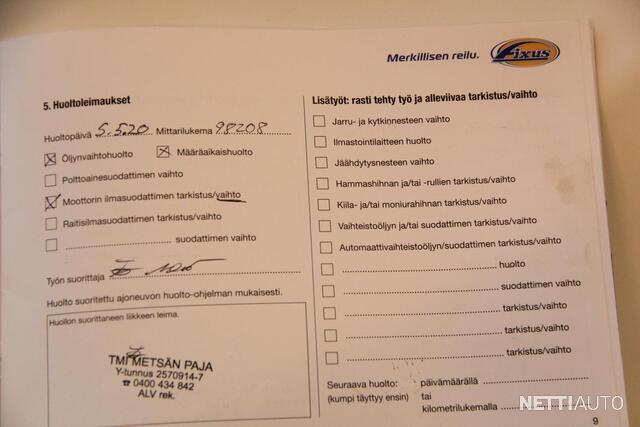 Merkillisen reilu. Fixus
5. Huoltoleimaukset
Huoltopäivä 5.5.20 Mittarilukema 98208
Öljynvaihtohuolto Määräaikaishuolto
Polttoainesuodattimen vaihto
Moottorin ilmasuodattimen tarkistus/vaihto
Raitisilmasuodattimen tarkistus/vaihto
suodattimen vaihto
Työn suorittaja
Huolto suoritettu ajoneuvon huolto-ohjelman mukaisesti.
Huollon suorittaneen liikkeen leima.
TMI METSÄN PAJA
Y-tunnus 2570914-7
☎ 0400 434 842
ALV rek.
Lisätyöt: rasti tehty työ ja alleviivaa tarkistus/vaihto
Jarru- ja kytkinnesteen vaihto
Ilmastointilaitteen huolto
Jäähdytysnesteen vaihto
Hammashihnan ja/tai -rullien tarkistus/vaihto
Kiila- ja/tai moniurahihnan tarkistus/vaihto
Vaihteistoöljyn ja/tai suodattimen tarkistus/vaihto
Automaattivaihteistoöljyn/suodattimen tarkistus/vaihto
huolto
suodattimen vaihto
tarkistus/vaihto
tarkistus/vaihto
tarkistus/vaihto
Seuraava huolto: päivämäärällä
(kumpi täyttyy ensin) tai
kilometrilukemalla
9
NETTIAUTO